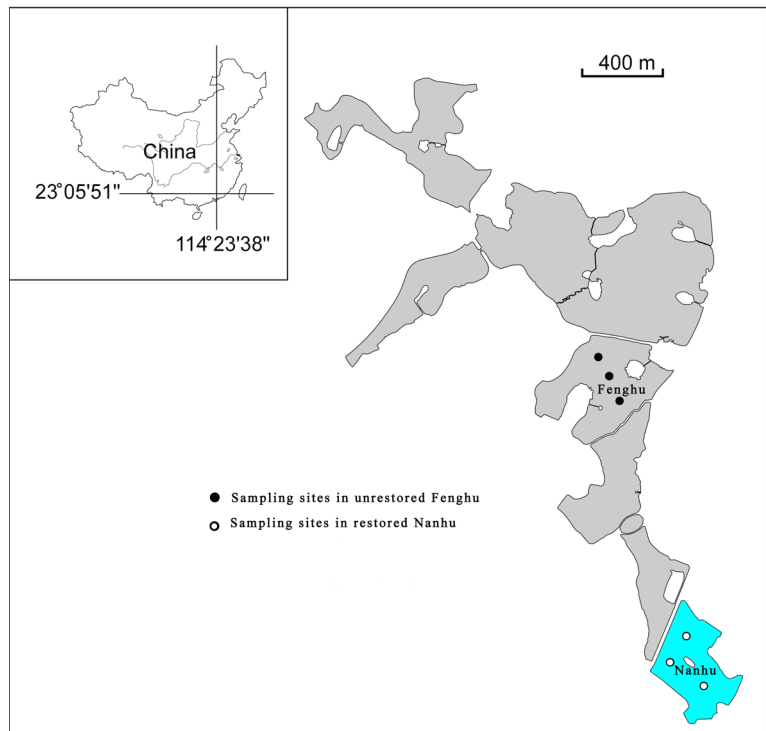 400 m
China
23°05'51"
114°23'38"
Fenghu
Sampling sites in unrestored Fenghu
Sampling sites in restored Nanhu
Nanhu